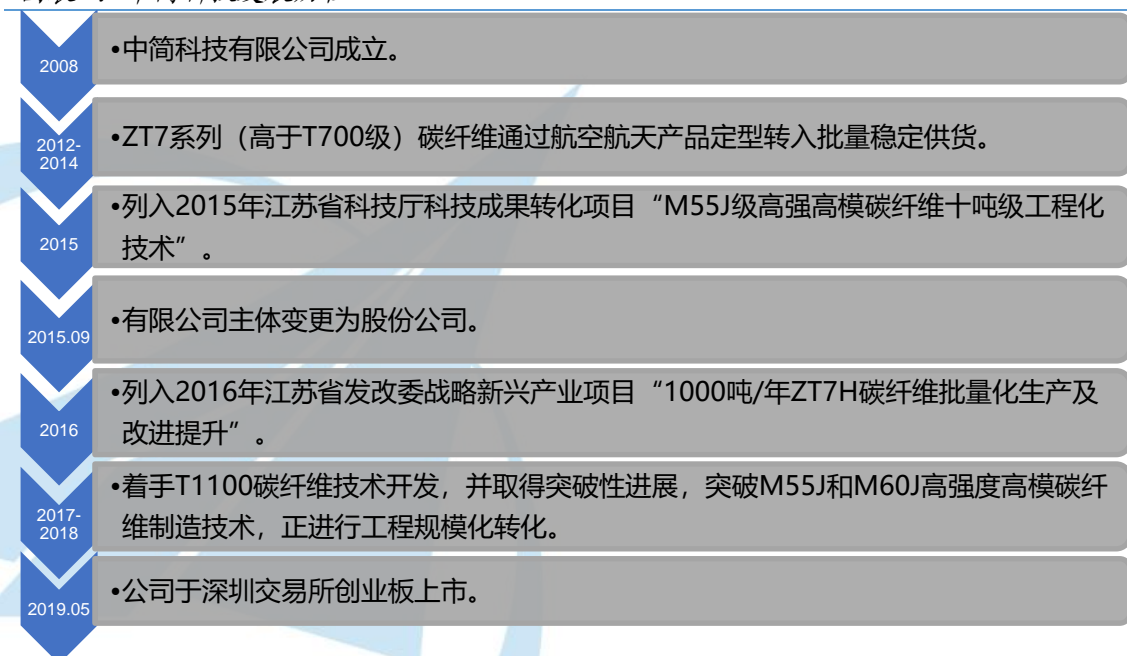 2008
•中简科技有限公司成立。
2012-
2014
•ZT7系列（高于T700级）碳纤维通过航空航天产品定型转入批量稳定供货。
2015
•列入2015年江苏省科技厅科技成果转化项目“M55J级高强高模碳纤维十吨级工程化
技术”。
2015.09
•有限公司主体变更为股份公司。
2016
•列入2016年江苏省发改委战略新兴产业项目“1000吨/年ZT7H碳纤维批量化生产及
改进提升”。
2017-
2018
•着手T1100碳纤维技术开发，并取得突破性进展，突破M55J和M60J高强度高模碳纤
维制造技术，正进行工程规模化转化。
2019.05
•公司于深圳交易所创业板上市。